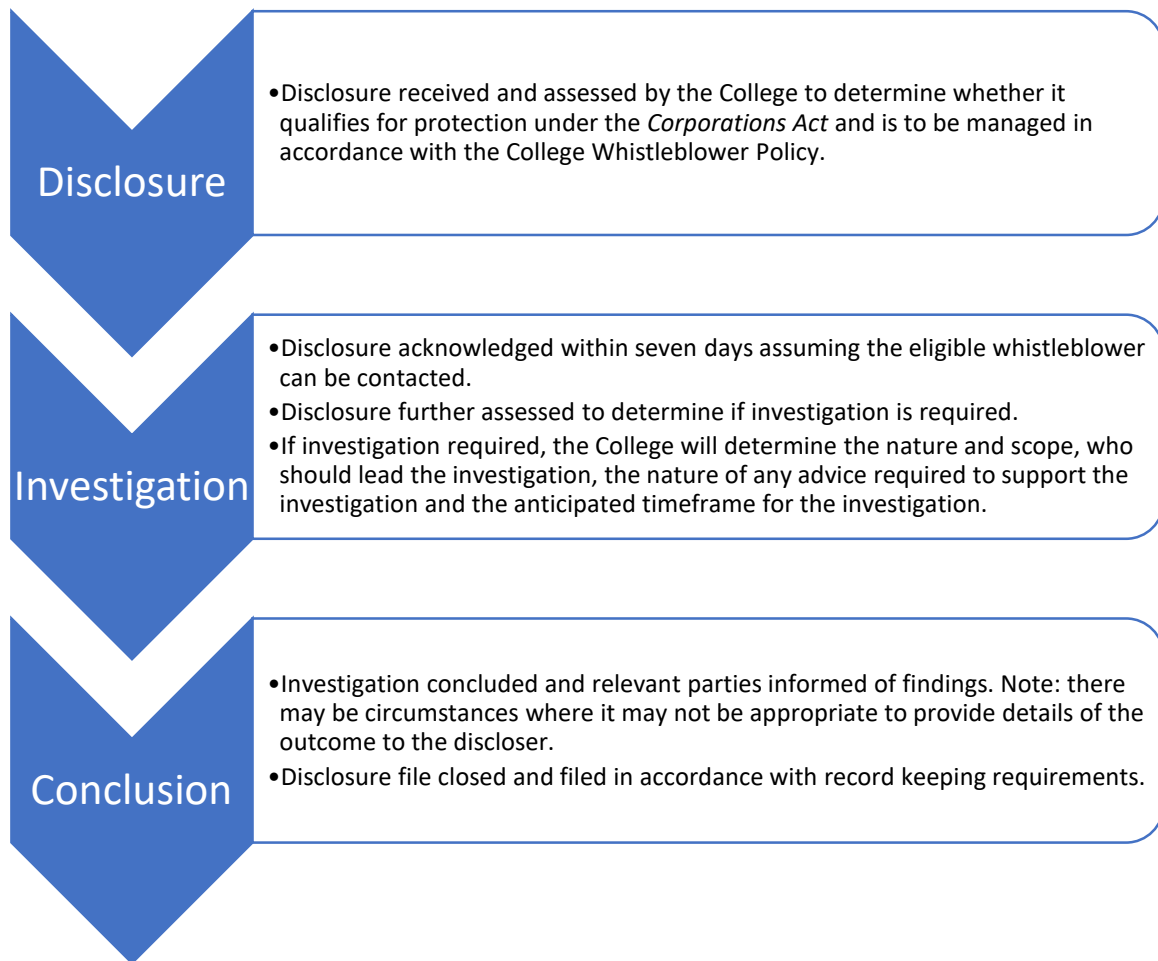 Disclosure
•Disclosure received and assessed by the College to determine whether it
qualifies for protection under the Corporations Act and is to be managed in
accordance with the College Whistleblower Policy.
Investigation
•Disclosure acknowledged within seven days assuming the eligible whistleblower
can be contacted.
•Disclosure further assessed to determine if investigation is required.
•If investigation required, the College will determine the nature and scope, who
should lead the investigation, the nature of any advice required to support the
investigation and the anticipated timeframe for the investigation.
Conclusion
•Investigation concluded and relevant parties informed of findings. Note: there
may be circumstances where it may not be appropriate to provide details of the
outcome to the discloser.
•Disclosure file closed and filed in accordance with record keeping requirements.